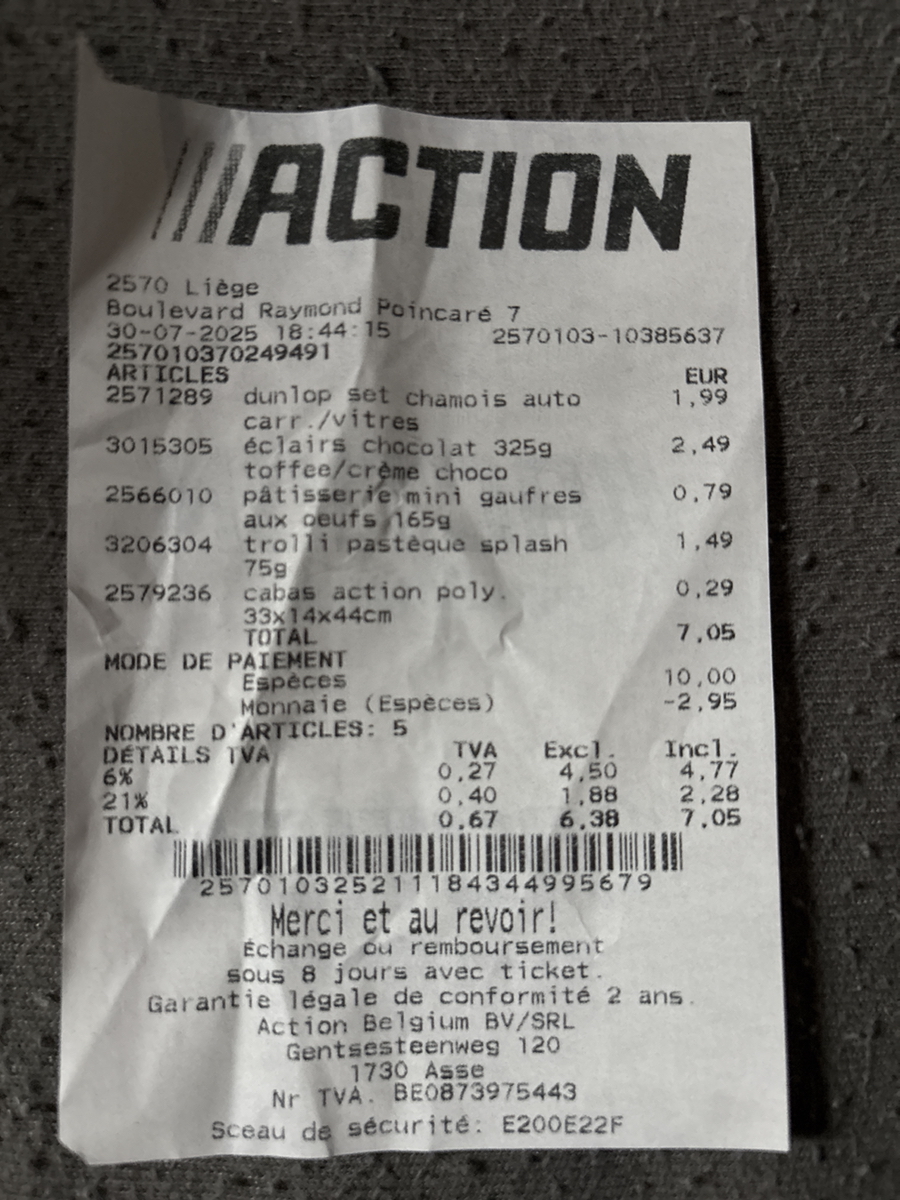 ACTION
2570 Liège
Boulevard Raymond Poincaré 7
30-07-2025 18:44:15 2570103-10385637
257010370249491
ARTICLES EUR
2571289 dunlop set chamois auto 1,99
carr./vitres
3015305 éclairs chocolat 325g 2,49
toffee/crème choco
2566010 pâtisserie mini gaufres 0,79
aux oeufs 165g
3206304 trolli pastèque splash 1,49
75g
2579236 cabas action poly. 0,29
33x14x44cm
TOTAL 7,05
MODE DE PAIEMENT
Espèces 10,00
Monnaie (Espèces) -2,95
NOMBRE D'ARTICLES: 5
DÉTAILS TVA TVA Excl. Incl.
6% 0,27 4,50 4,77
21% 0,40 1,88 2,28
TOTAL 0,67 6,38 7,05
257010325211184344995679
Merci et au revoir!
Échange ou remboursement
sous 8 jours avec ticket.
Garantie légale de conformité 2 ans.
Action Belgium BV/SRL
Gentsesteenweg 120
1730 Asse
Nr TVA. BE0873975443
Sceau de sécurité: E200E22F